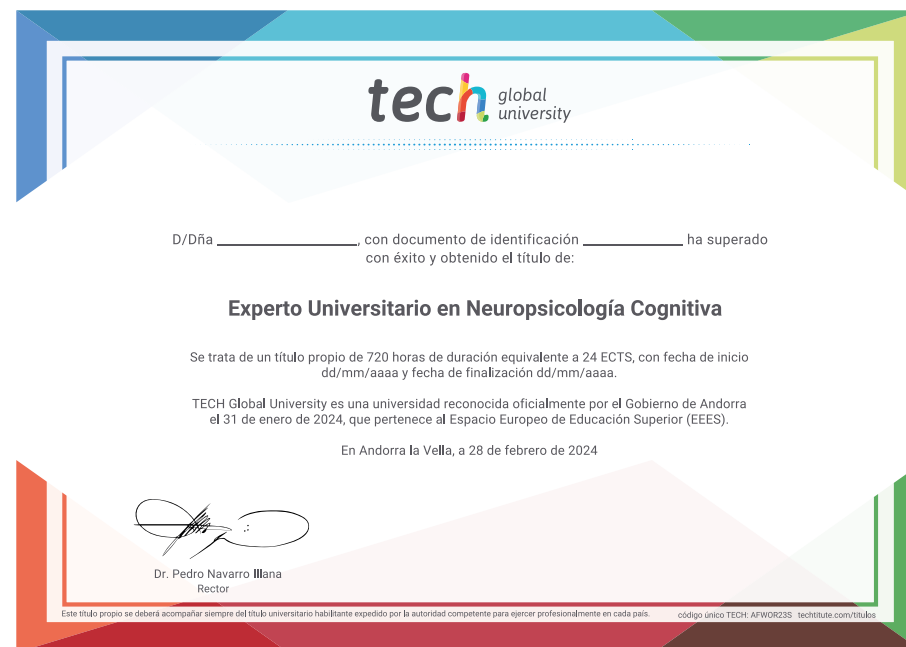 tech global university
D/Dña ________________, con documento de identificación ____________ ha superado
con éxito y obtenido el título de:
Experto Universitario en Neuropsicología Cognitiva
Se trata de un título propio de 720 horas de duración equivalente a 24 ECTS, con fecha de inicio
dd/mm/aaaa y fecha de finalización dd/mm/aaaa.
TECH Global University es una universidad reconocida oficialmente por el Gobierno de Andorra
el 31 de enero de 2024, que pertenece al Espacio Europeo de Educación Superior (EEES).
En Andorra la Vella, a 28 de febrero de 2024
Dr. Pedro Navarro Illana
Rector
Este título propio se deberá acompañar siempre del título universitario habilitante expedido por la autoridad competente para ejercer profesionalmente en cada país. código único TECH: AFWOR23S techtitute.com/titulos